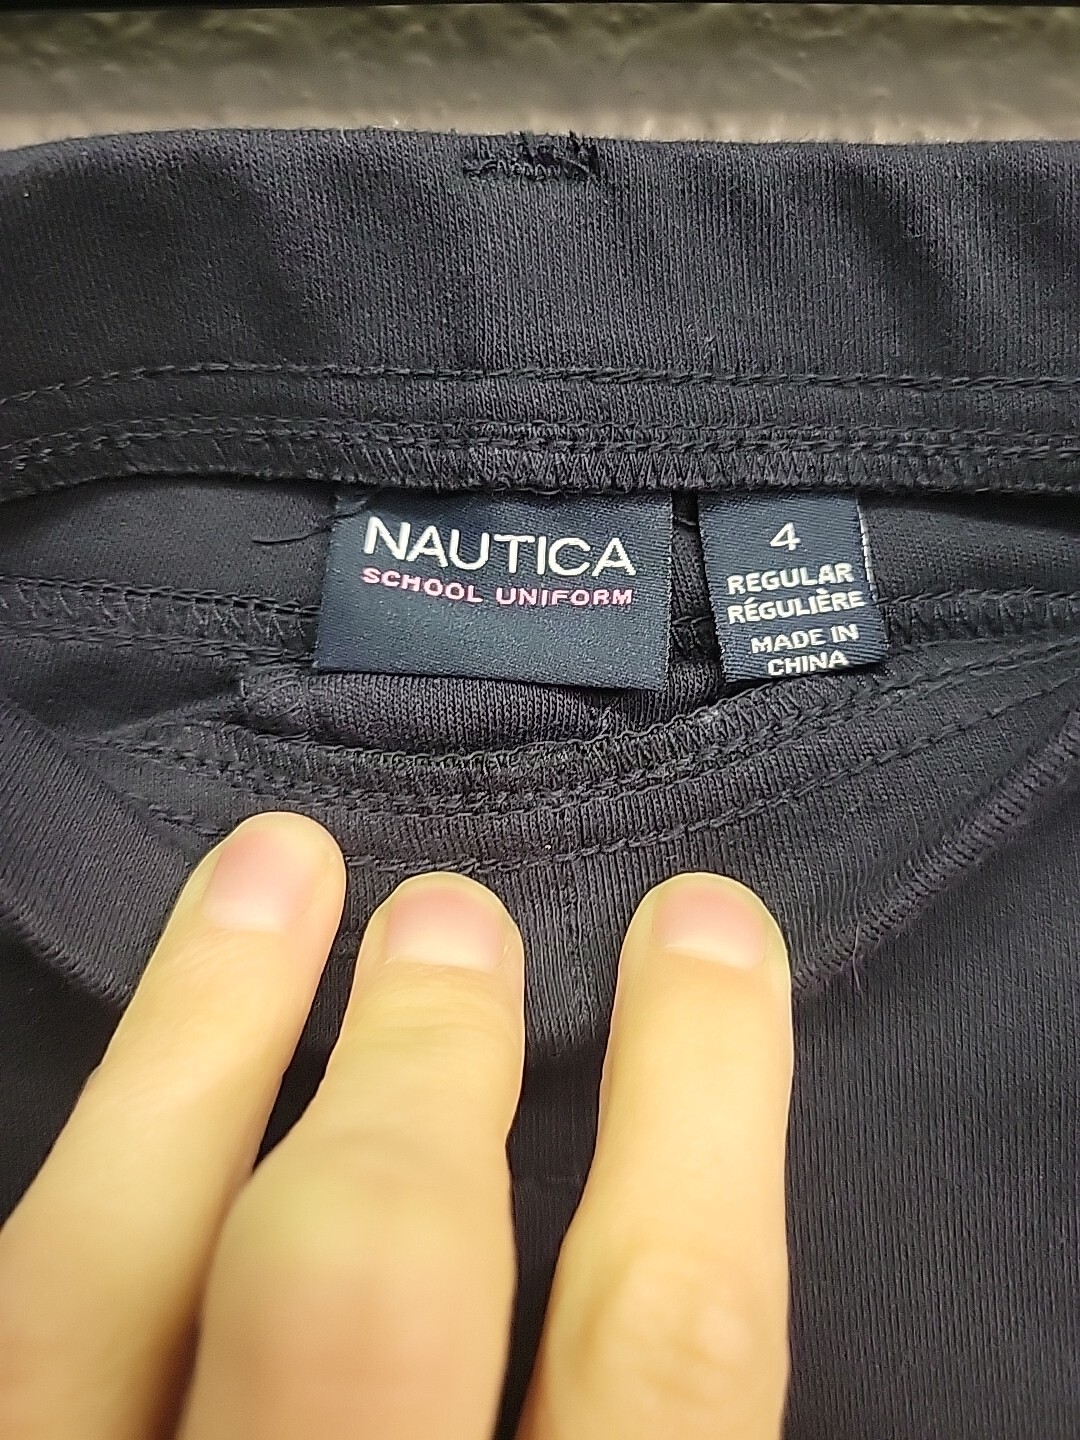 NAUTICA
SCHOOL UNIFORM
4
REGULAR
RÉGULIÈRE
MADE IN
CHINA